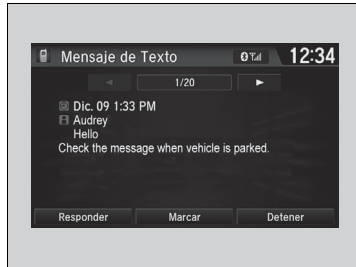 Mensaje de Texto
12:34
1/20
Dic. 09 1:33 PM
Audrey
Hello
Check the message when vehicle is parked.
Responder Marcar Detener